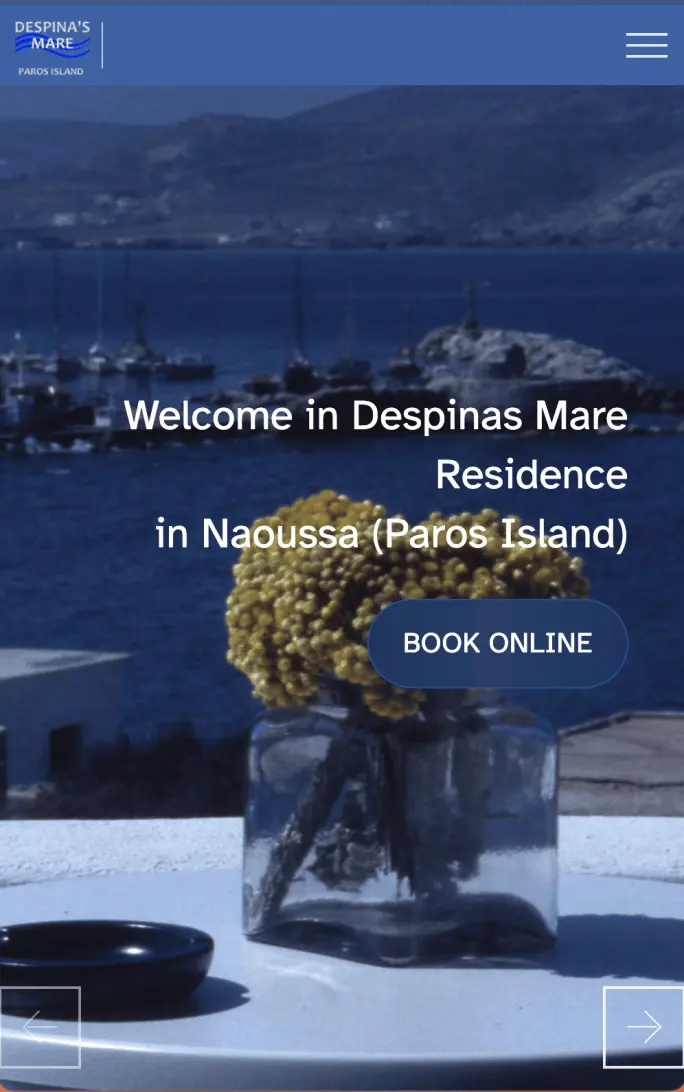 DESPINA'S
MARE
PAROS ISLAND
Welcome in Despinas Mare
Residence
in Naoussa (Paros Island)
BOOK ONLINE